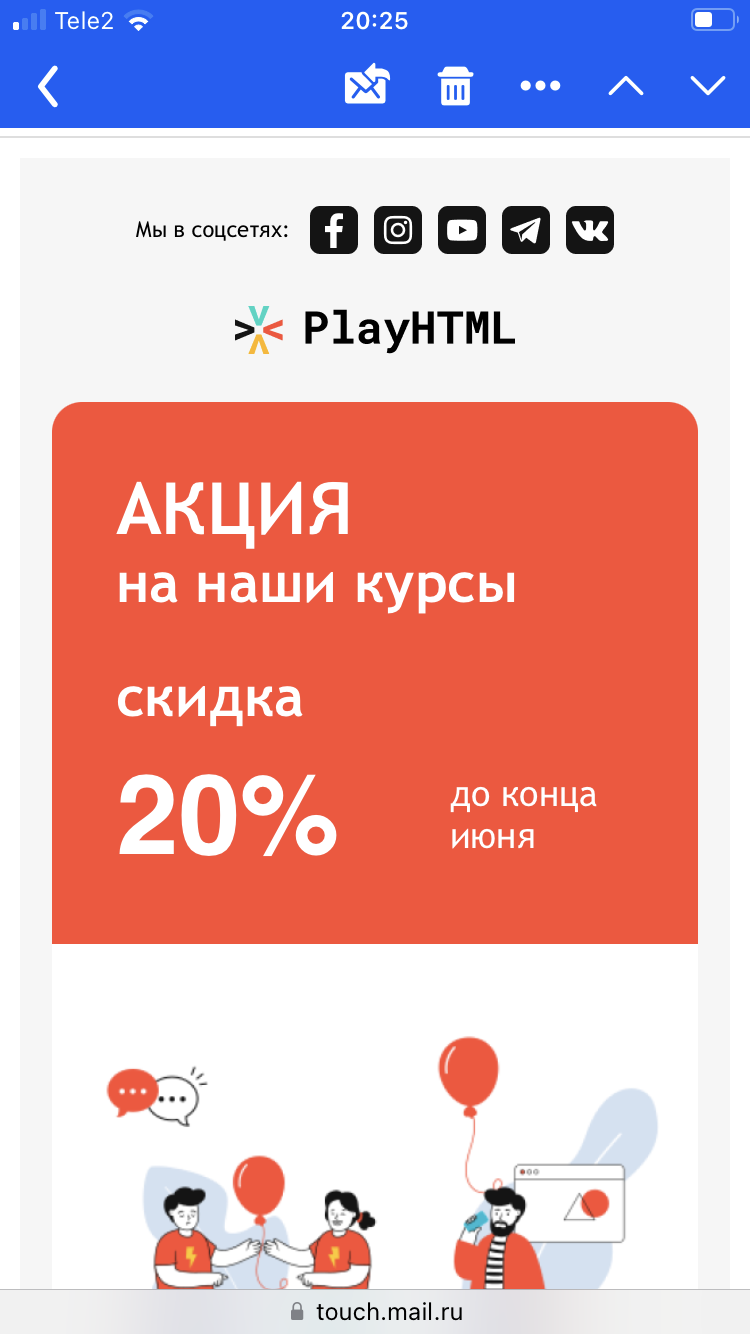 Tele2
20:25
Мы в соцсетях:
PlayHTML
АКЦИЯ
на наши курсы
скидка
20%
до конца
июня
touch.mail.ru